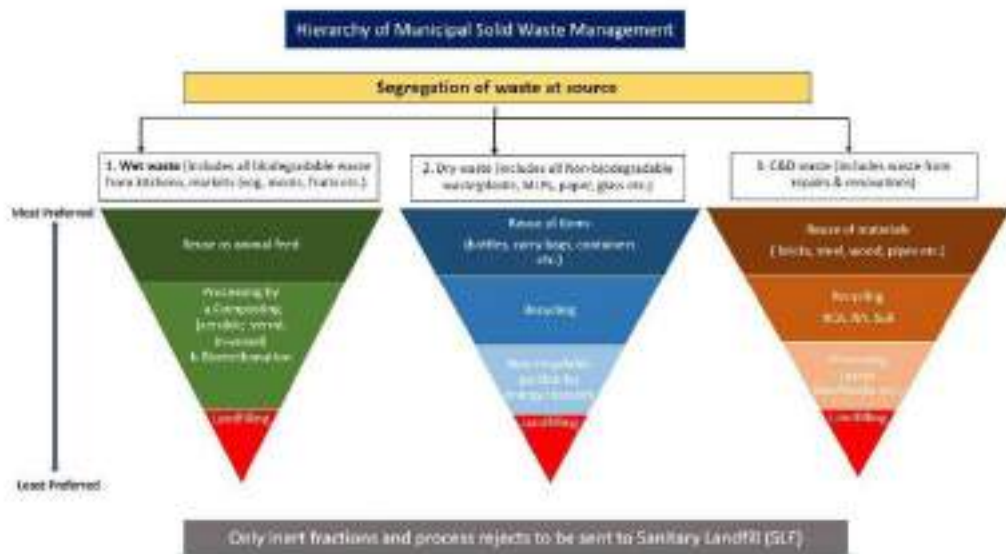 Hierarchy of Municipal Solid Waste Management
Segregation of waste at source
1. Wet waste (includes all biodegradable waste
from kitchens, markets (veg, meats, fruits etc.)
2. Dry waste (includes all Non-biodegradable
waste plastic, MLPs, paper, glass etc.)
3. C&D waste (includes waste from
repairs & renovations)
Most Preferred
Reuse as animal feed
Reuse of items
(bottles, carry bags, containers
etc.)
Reuse of materials
( bricks, steel, wood, pipes etc.)
Processing by
a Composting
b Biomethanation
Recycling
Recycling
Landfilling
Landfilling
Landfilling
Least Preferred
Only inert fractions and process rejects to be sent to Sanitary Landfill (SLF)